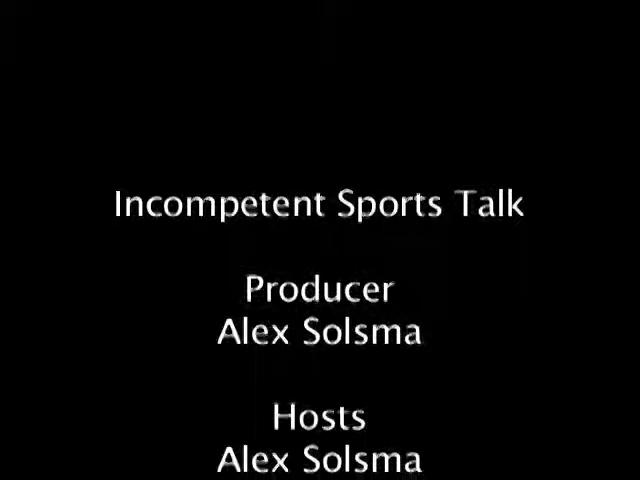 Incompetent Sports Talk
Producer
Alex Solsma
Hosts
Alex Solsma